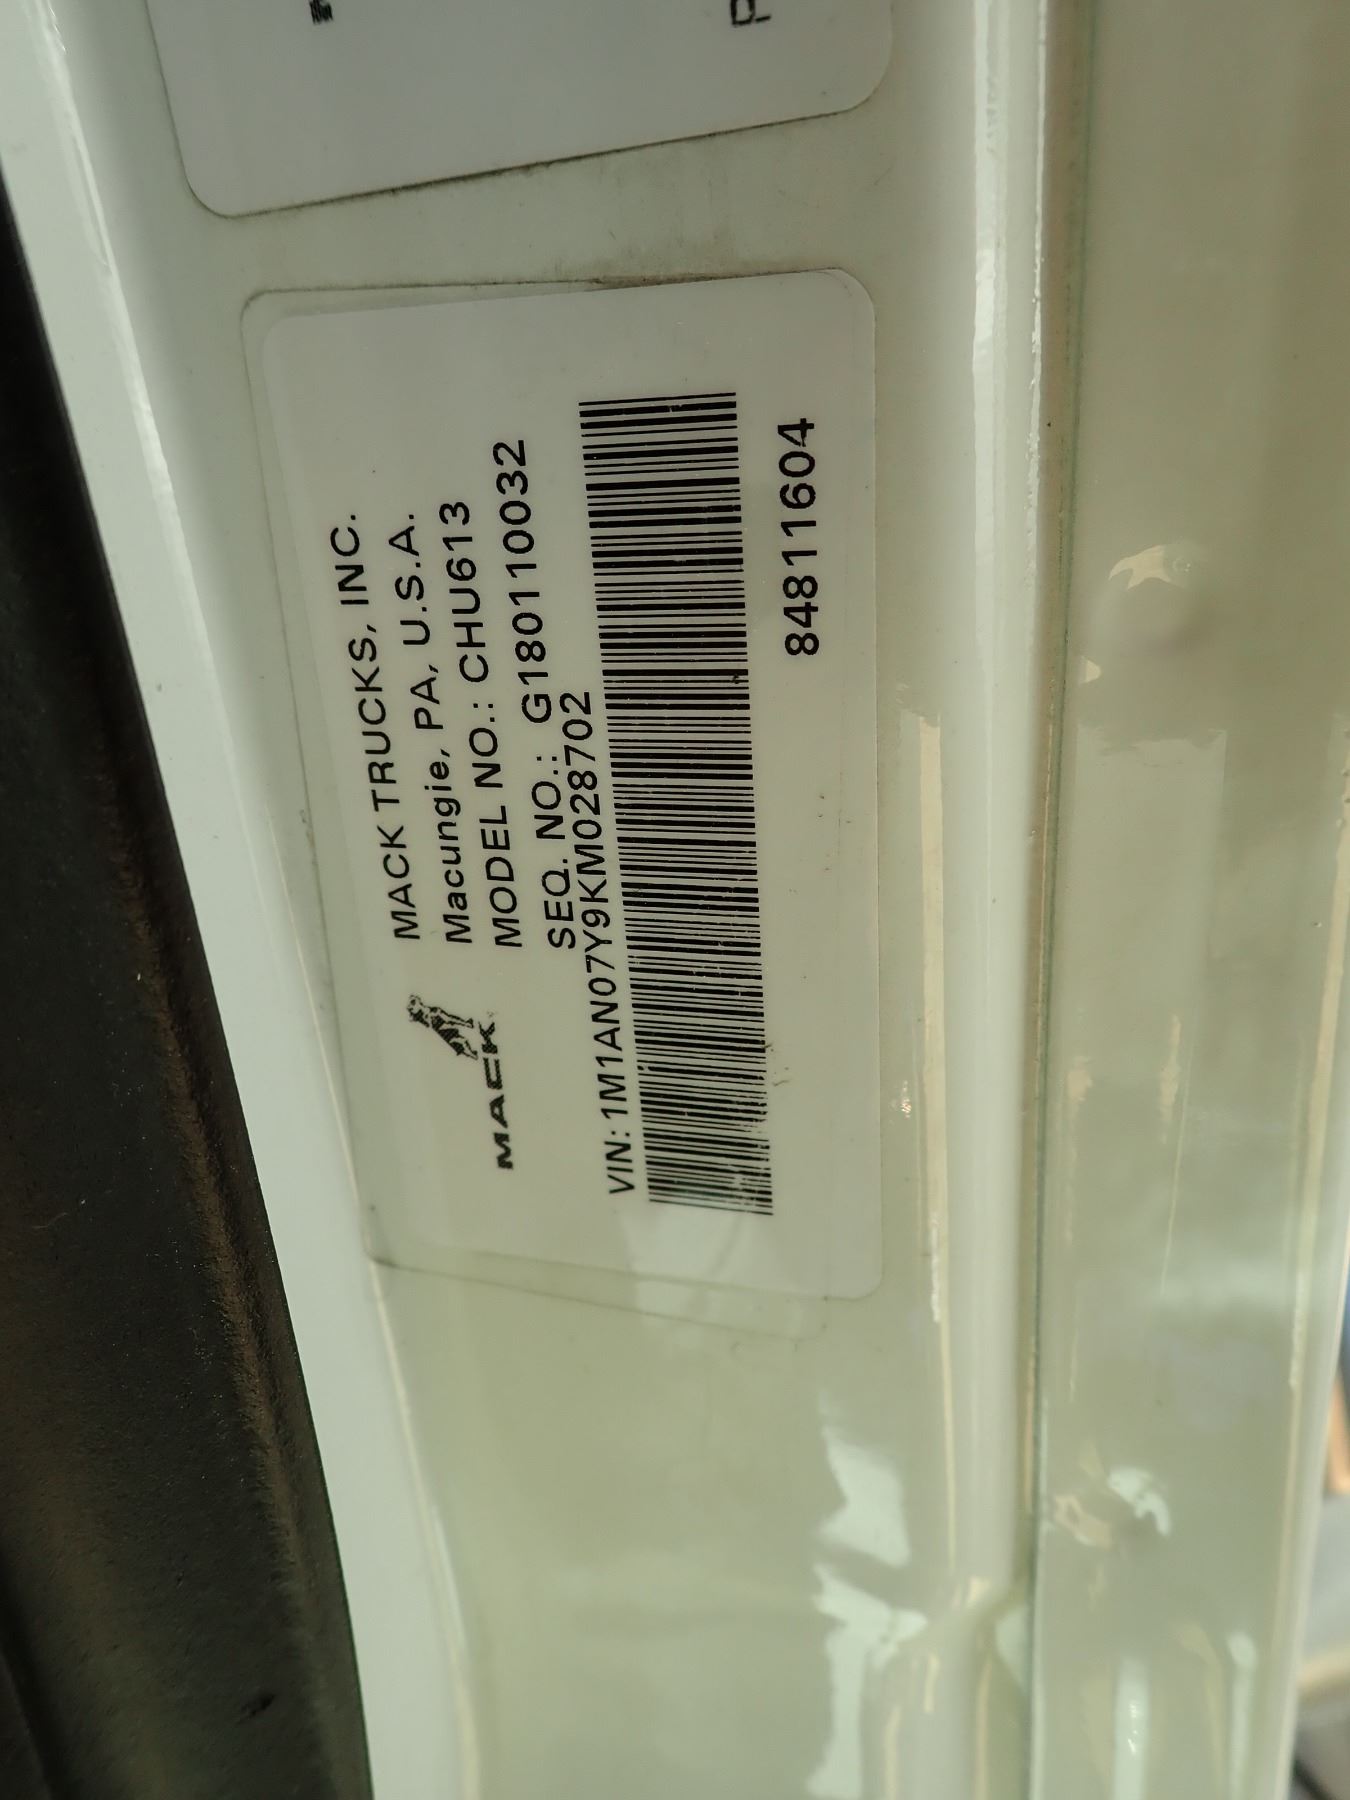 MACK TRUCKS, INC.
Macungie, PA, U.S.A.
MODEL NO.: CHU613
SEQ. NO.: G180110032
MACK
VIN: 1M1AN07Y9KM028702
84811604